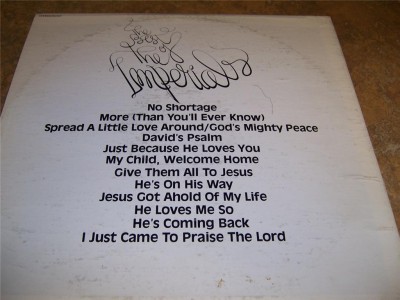 of the
Imperials
No Shortage
More (Than You'll Ever Know)
Spread A Little Love Around/God's Mighty Peace
David's Psalm
Just Because He Loves You
My Child, Welcome Home
Give Them All To Jesus
He's On His Way
Jesus Got Ahold Of My Life
He Loves Me So
He's Coming Back
I Just Came To Praise The Lord